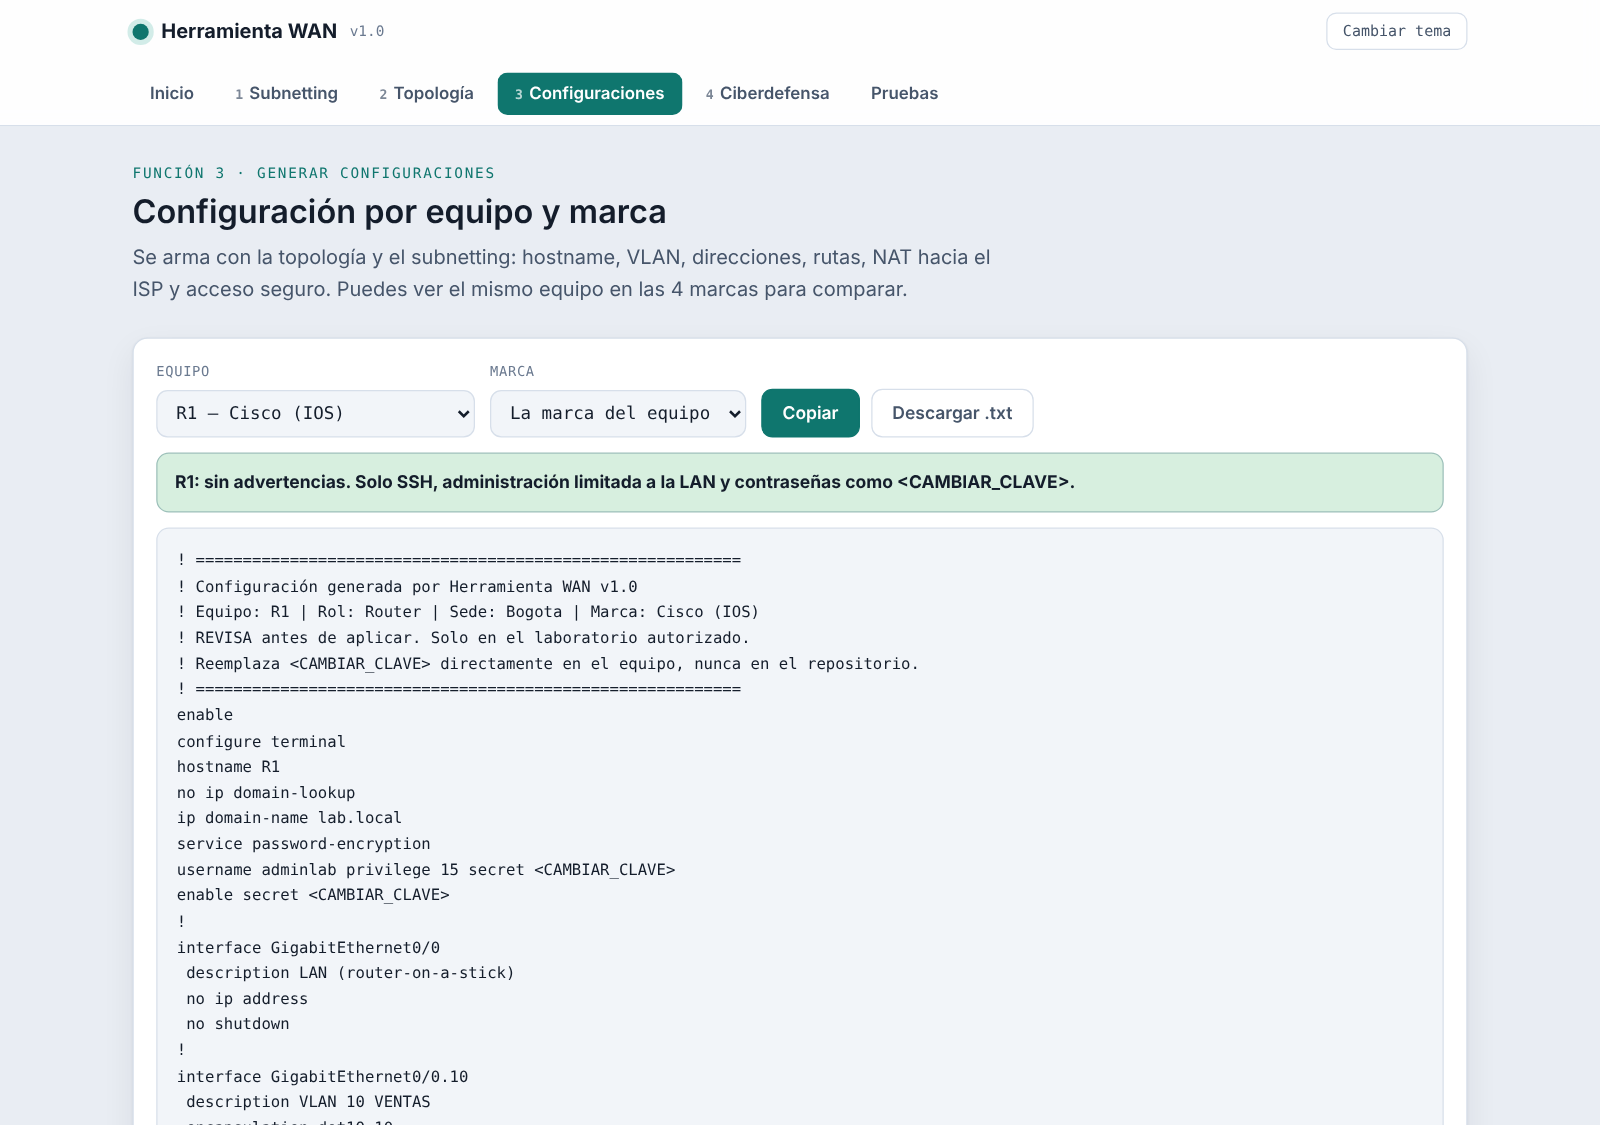 Herramienta WAN v1.0
Cambiar tema
Inicio
1 Subnetting
2 Topología
3 Configuraciones
4 Ciberdefensa
Pruebas
FUNCIÓN 3 · GENERAR CONFIGURACIONES
Configuración por equipo y marca
Se arma con la topología y el subnetting: hostname, VLAN, direcciones, rutas, NAT hacia el
ISP y acceso seguro. Puedes ver el mismo equipo en las 4 marcas para comparar.
EQUIPO
MARCA
R1 — Cisco (IOS)
La marca del equipo
Copiar
Descargar .txt
R1: sin advertencias. Solo SSH, administración limitada a la LAN y contraseñas como <CAMBIAR_CLAVE>.
! ==========================================================
! Configuración generada por Herramienta WAN v1.0
! Equipo: R1 | Rol: Router | Sede: Bogota | Marca: Cisco (IOS)
! REVISA antes de aplicar. Solo en el laboratorio autorizado.
! Reemplaza <CAMBIAR_CLAVE> directamente en el equipo, nunca en el repositorio.
! ==========================================================
enable
configure terminal
hostname R1
no ip domain-lookup
ip domain-name lab.local
service password-encryption
username adminlab privilege 15 secret <CAMBIAR_CLAVE>
enable secret <CAMBIAR_CLAVE>
!
interface GigabitEthernet0/0
 description LAN (router-on-a-stick)
 no ip address
 no shutdown
!
interface GigabitEthernet0/0.10
 description VLAN 10 VENTAS